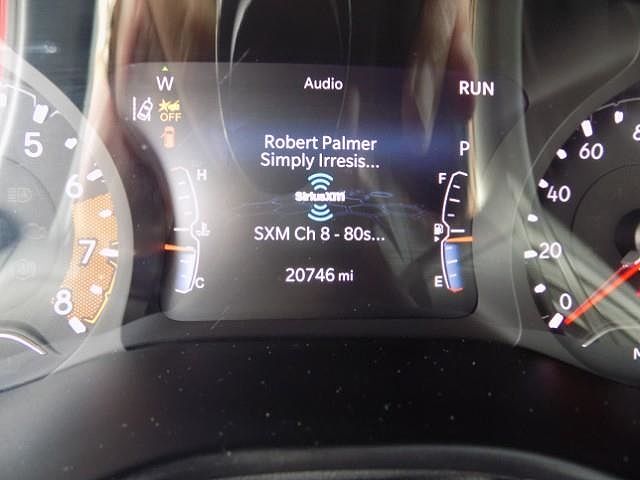 W
Audio
RUN
OFF
Robert Palmer
Simply Irresis...
P
SiriusXM
SXM Ch 8 - 80s...
20746 mi
H
C
F
E
5
6
7
8
60
40
20
0
M